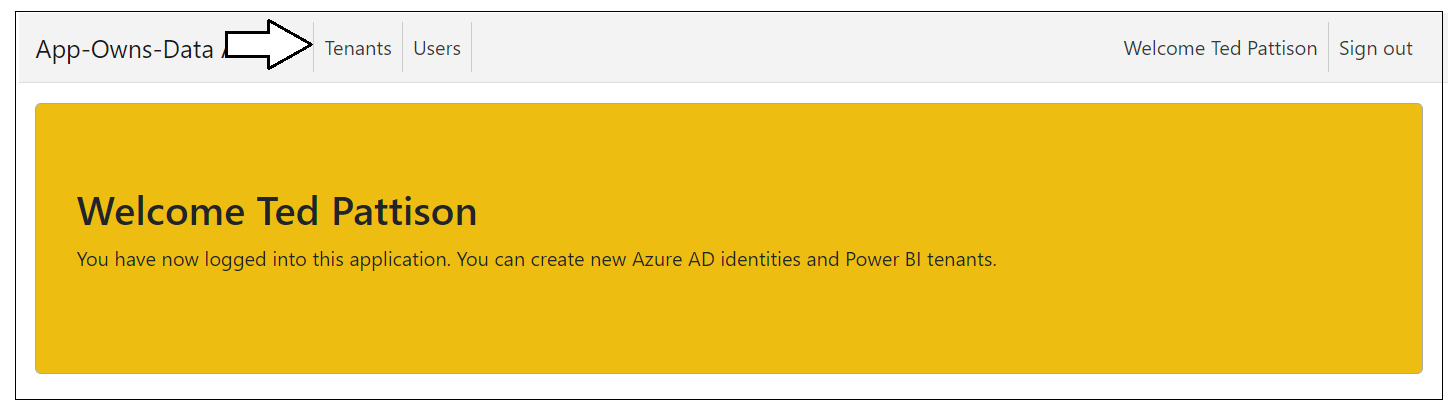 App-Owns-Data Tenants Users Welcome Ted Pattison Sign out
Welcome Ted Pattison
You have now logged into this application. You can create new Azure AD identities and Power BI tenants.